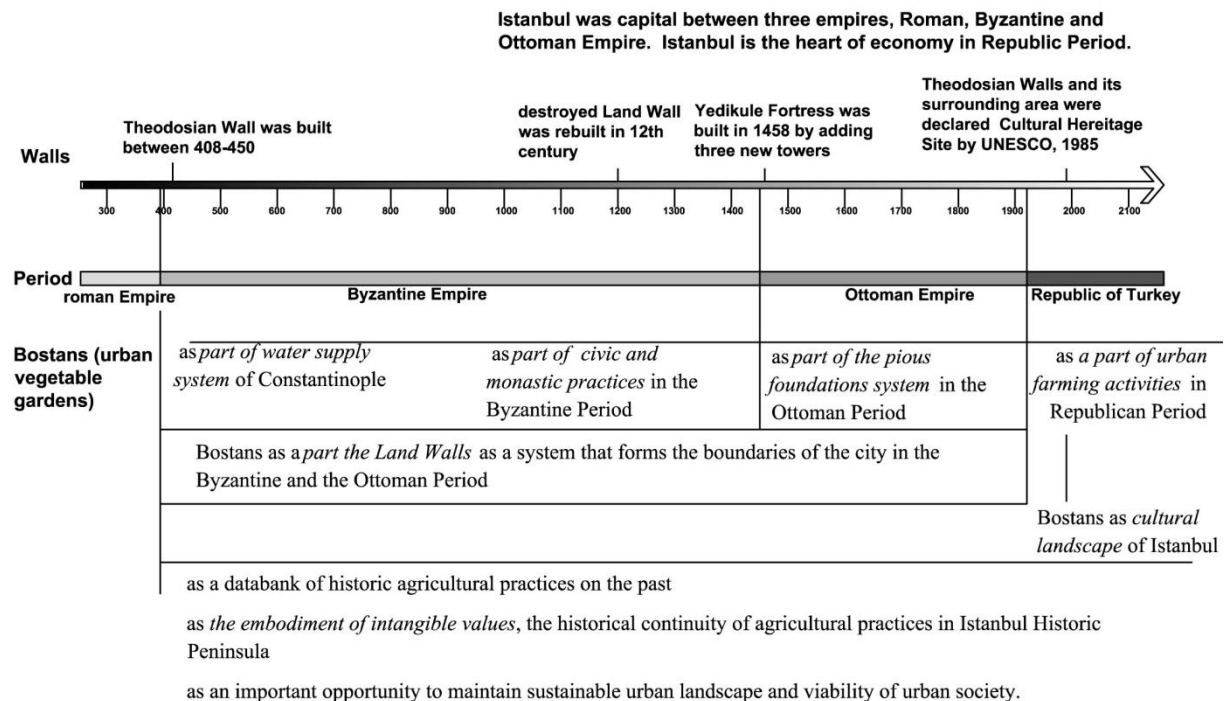 Istanbul was capital between three empires, Roman, Byzantine and
Ottoman Empire.  Istanbul is the heart of economy in Republic Period.
Theodosian Wall was built
between 408-450
destroyed Land Wall
was rebuilt in 12th
century
Yedikule Fortress was
built in 1458 by adding
three new towers
Theodosian Walls and its
surrounding area were
declared  Cultural Hereitage
Site by UNESCO, 1985
Walls
300 400 500 600 700 800 900 1000 1100 1200 1300 1400 1500 1600 1700 1800 1900 2000 2100
Period
roman Empire
Byzantine Empire
Ottoman Empire
Republic of Turkey
Bostans (urban
vegetable
gardens)
as part of water supply
system of Constantinople
as part of  civic and
monastic practices in the
Byzantine Period
as part of the pious
foundations system in the
Ottoman Period
as a part of urban
farming activities in
Republican Period
Bostans as a part the Land Walls as a system that forms the boundaries of the city in the
Byzantine and the Ottoman Period
Bostans as cultural
landscape of Istanbul
as a databank of historic agricultural practices on the past
as the embodiment of intangible values, the historical continuity of agricultural practices in Istanbul Historic
Peninsula
as an important opportunity to maintain sustainable urban landscape and viability of urban society.